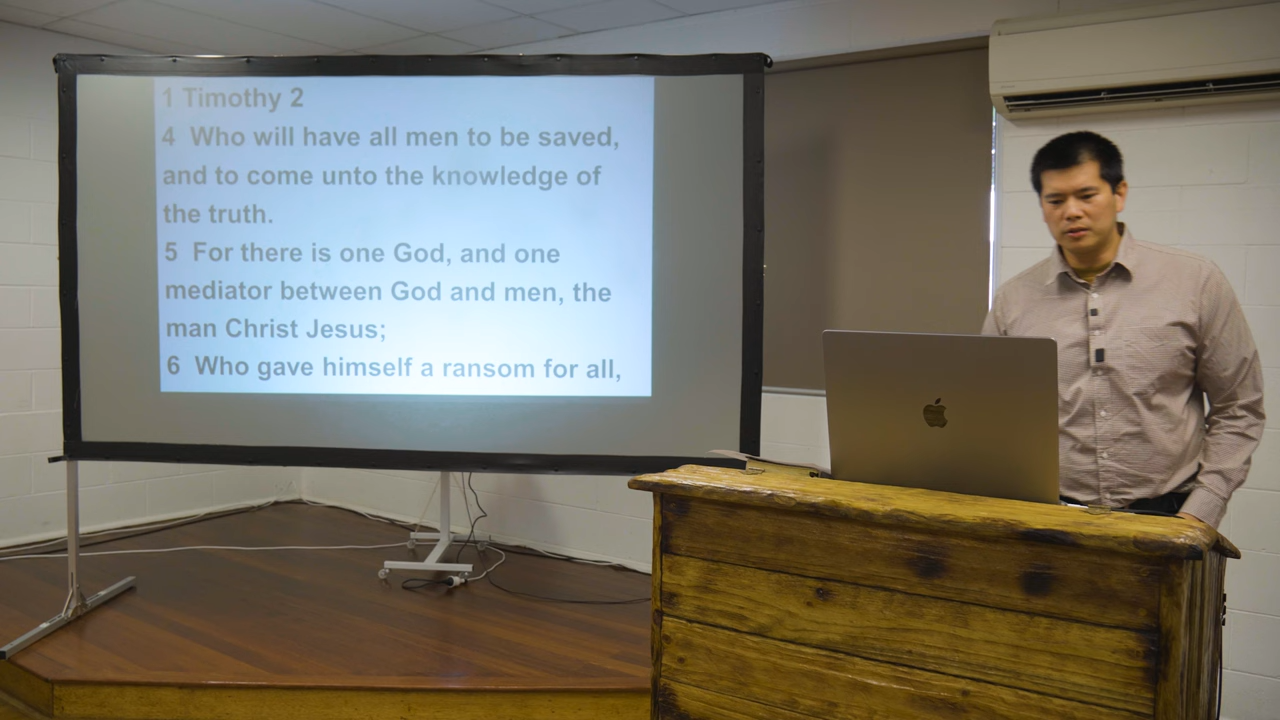 1 Timothy 2
4 Who will have all men to be saved,
and to come unto the knowledge of
the truth.
5 For there is one God, and one
mediator between God and men, the
man Christ Jesus;
6 Who gave himself a ransom for all,